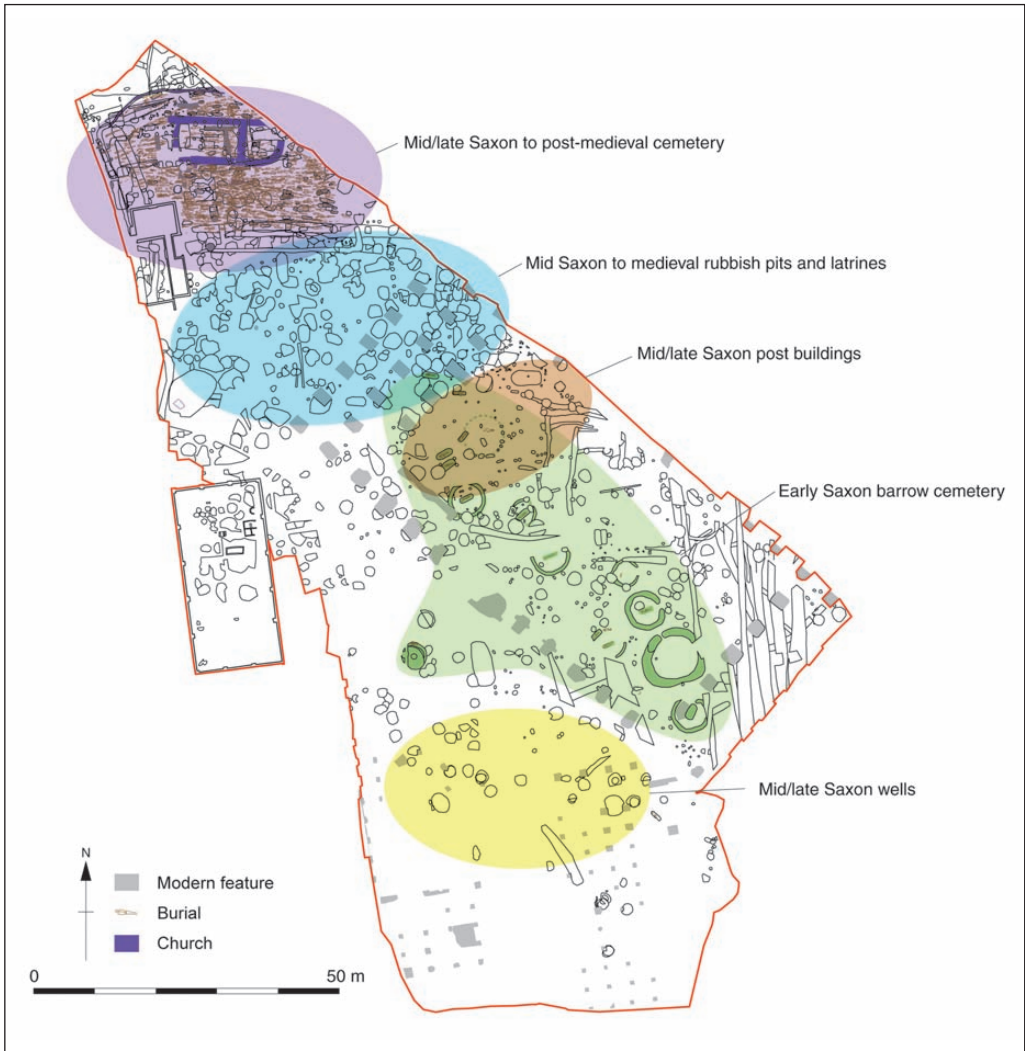 Mid/late Saxon to post-medieval cemetery
Mid Saxon to medieval rubbish pits and latrines
Mid/late Saxon post buildings
Early Saxon barrow cemetery
Mid/late Saxon wells
N
Modern feature
Burial
Church
0 50 m